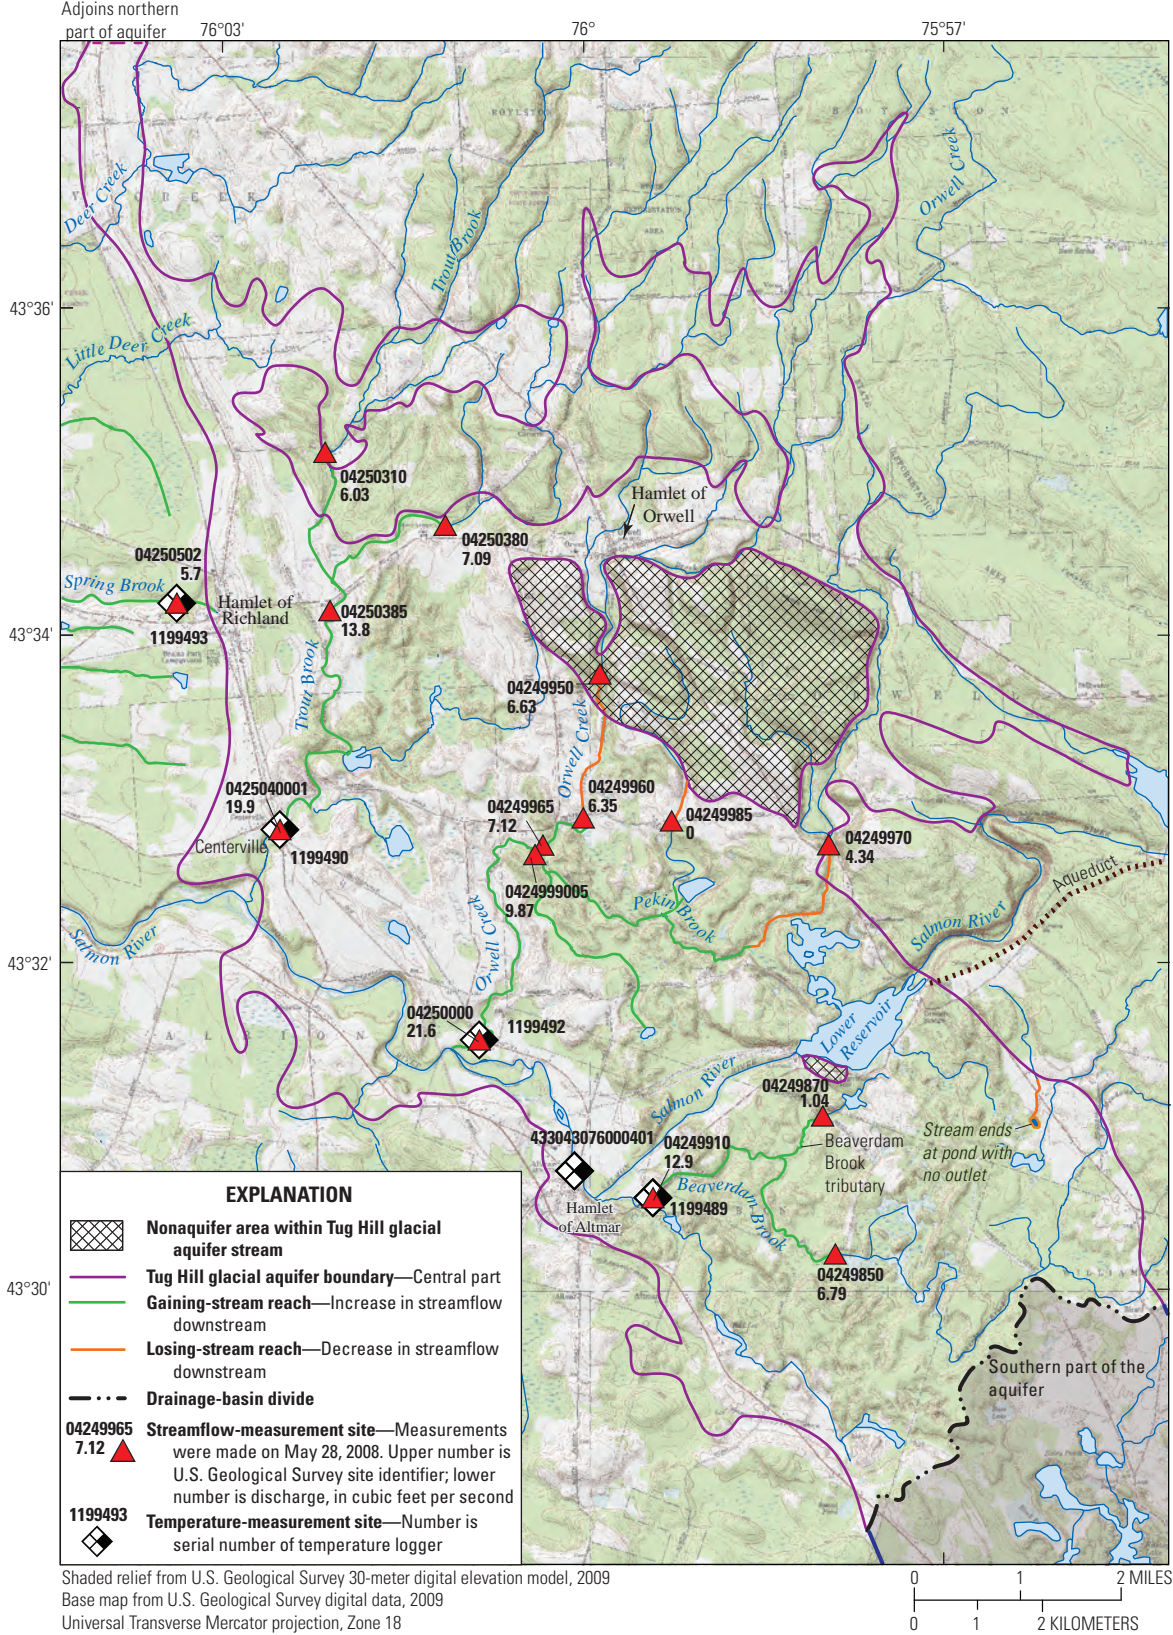 Adjoins northern
part of aquifer
76°03'
76°
75°57'
BOYLSTON
Orwell Creek
Deer Creek
Trout Brook
43°36'
Little Deer Creek
04250310
6.03
Hamlet of
Orwell
04250380
7.09
04250502
5.7
Spring Brook
Hamlet of
Richland
1199493
04250385
13.8
43°34'
Trout Brook
04249950
6.63
Orwell Creek
0425040001
19.9
Centerville
1199490
04249960
6.35
04249965
7.12
04249985
0
04249970
4.34
0424999005
9.87
Pekin Brook
Aqueduct
Salmon River
Salmon River
Orwell Creek
43°32'
04250000
21.6
1199492
Lower
Reservoir
Salmon River
04249870
1.04
433043076000401
04249910
12.9
Beaverdam
Brook
tributary
Stream ends
at pond with
no outlet
Beaverdam Brook
1199489
Hamlet
of Altmar
04249850
6.79
43°30'
Southern part of the
aquifer
EXPLANATION
Nonaquifer area within Tug Hill glacial
aquifer stream
Tug Hill glacial aquifer boundary—Central part
Gaining-stream reach—Increase in streamflow
downstream
Losing-stream reach—Decrease in streamflow
downstream
Drainage-basin divide
04249965
7.12
Streamflow-measurement site—Measurements
were made on May 28, 2008. Upper number is
U.S. Geological Survey site identifier; lower
number is discharge, in cubic feet per second
1199493
Temperature-measurement site—Number is
serial number of temperature logger
Shaded relief from U.S. Geological Survey 30-meter digital elevation model, 2009
Base map from U.S. Geological Survey digital data, 2009
Universal Transverse Mercator projection, Zone 18
0 1 2 MILES
0 1 2 KILOMETERS